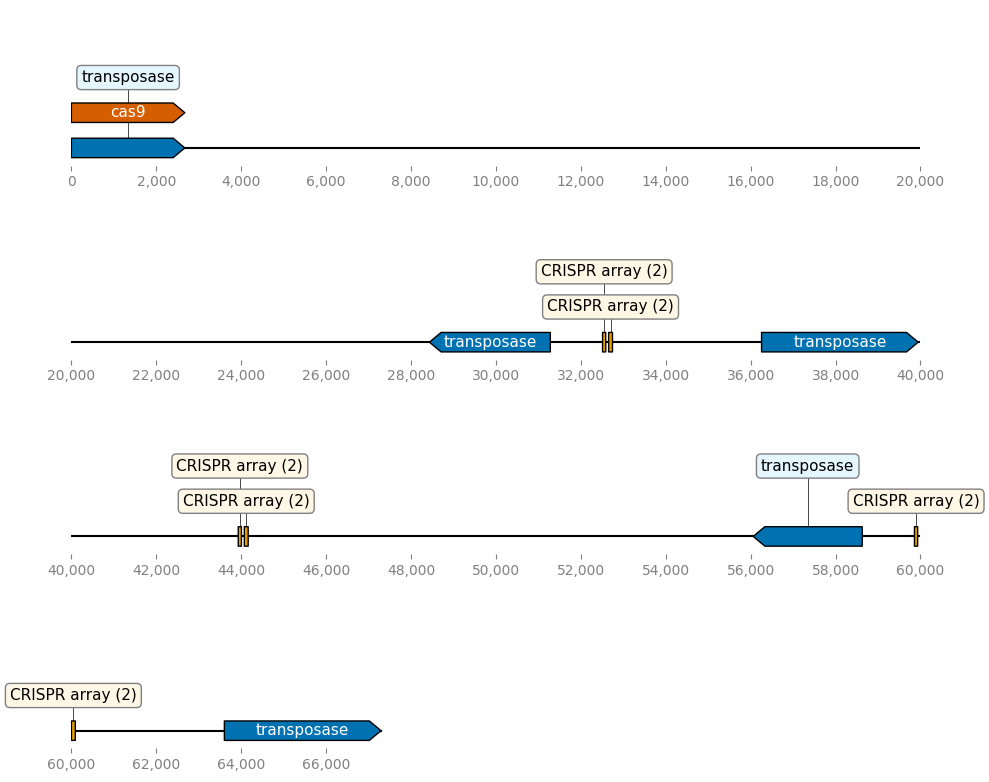 transposase
cas9
0 2,000 4,000 6,000 8,000 10,000 12,000 14,000 16,000 18,000 20,000
CRISPR array (2)
CRISPR array (2)
transposase transposase
20,000 22,000 24,000 26,000 28,000 30,000 32,000 34,000 36,000 38,000 40,000
CRISPR array (2) transposase
CRISPR array (2) CRISPR array (2)
40,000 42,000 44,000 46,000 48,000 50,000 52,000 54,000 56,000 58,000 60,000
CRISPR array (2)
transposase
60,000 62,000 64,000 66,000